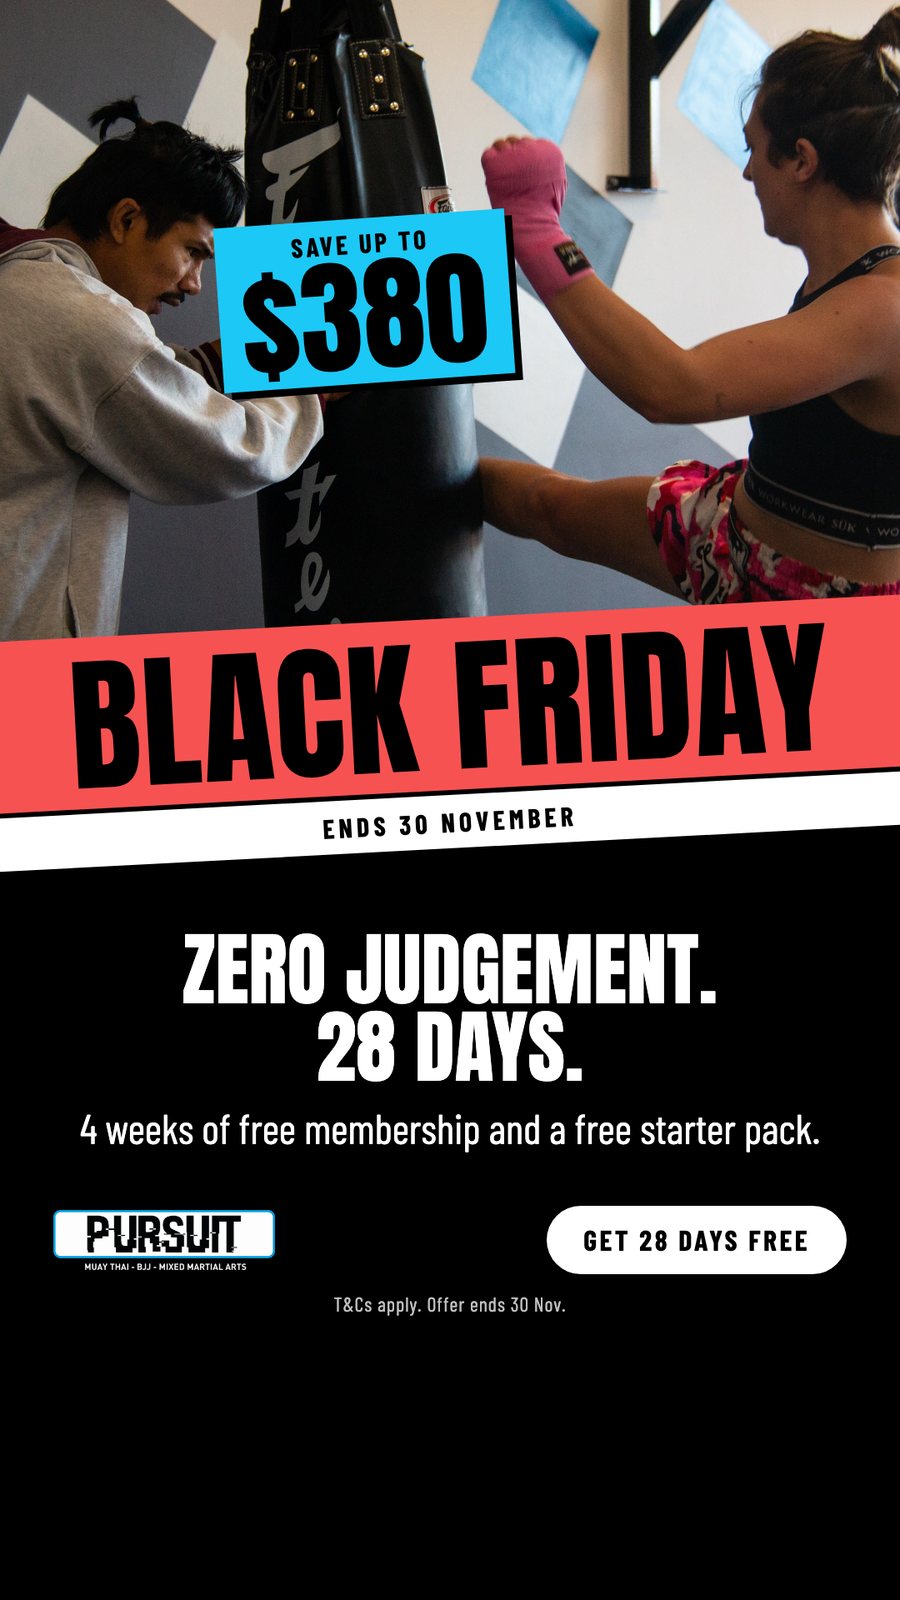 SAVE UP TO
$380
BLACK FRIDAY
ENDS 30 NOVEMBER
ZERO JUDGEMENT.
28 DAYS.
4 weeks of free membership and a free starter pack.
PURSUIT
MUAY THAI - BJJ - MIXED MARTIAL ARTS
GET 28 DAYS FREE
T&Cs apply. Offer ends 30 Nov.